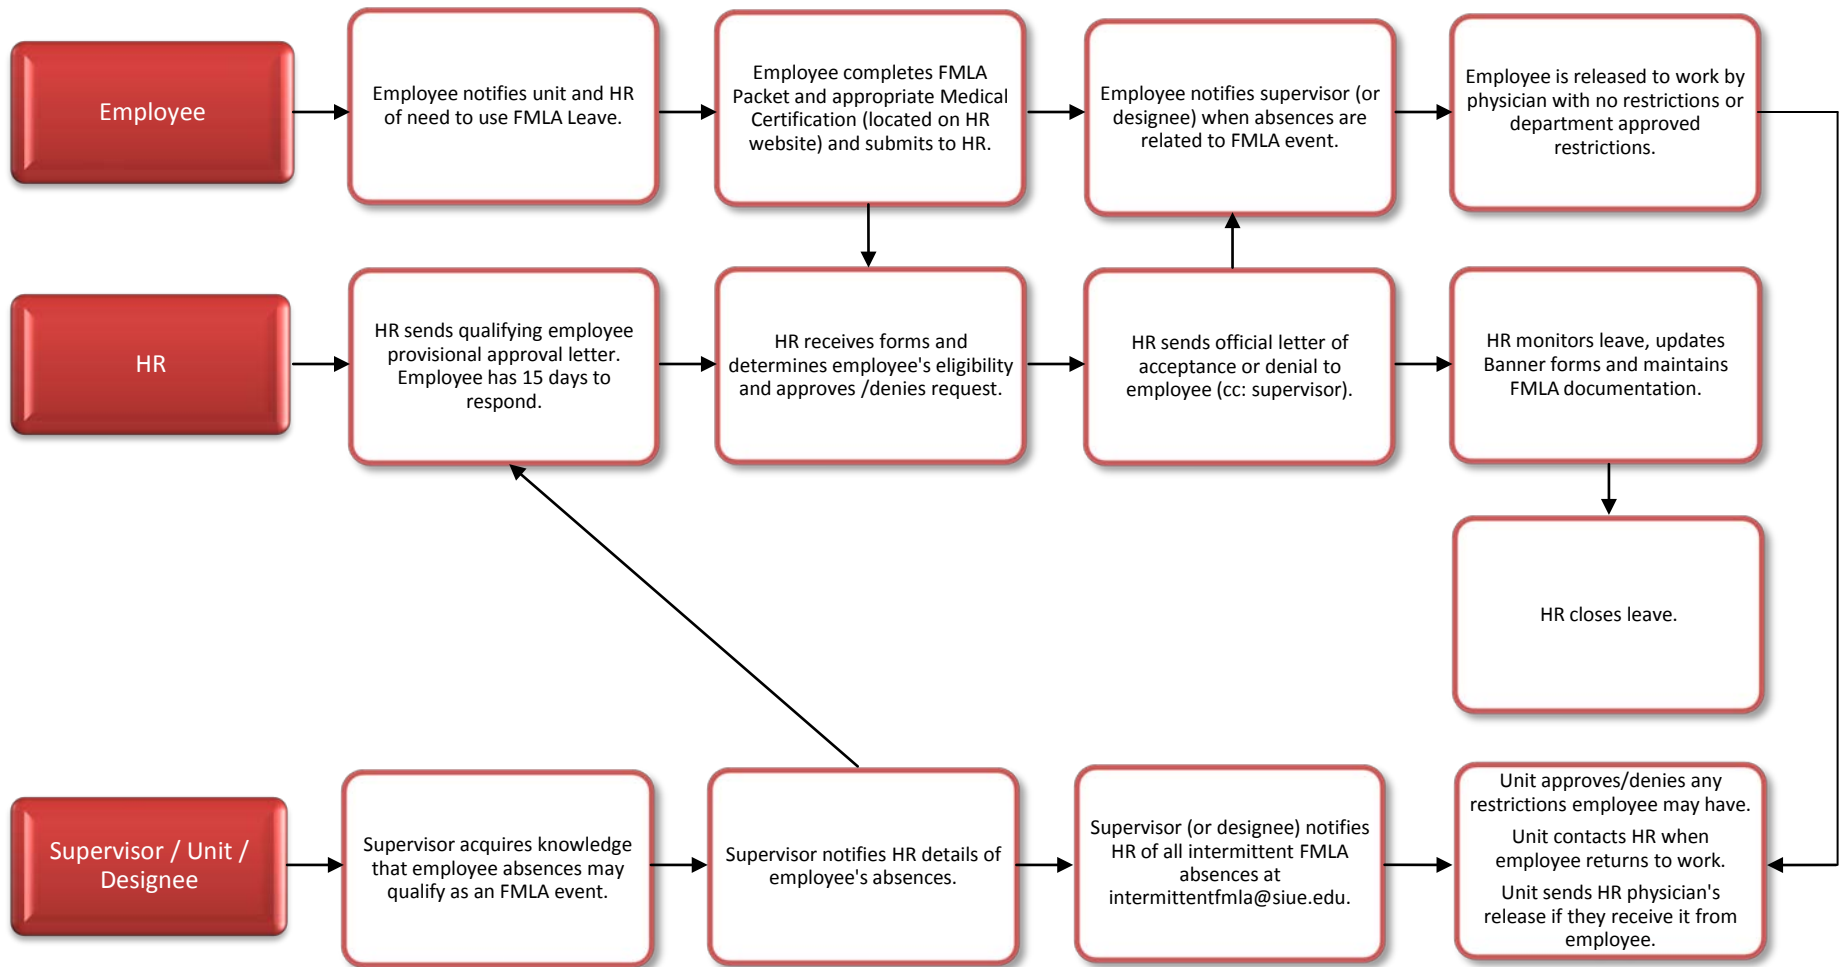 Employee
Employee notifies unit and HR
of need to use FMLA Leave.
Employee completes FMLA
Packet and appropriate Medical
Certification (located on HR
website) and submits to HR.
Employee notifies supervisor (or
designee) when absences are
related to FMLA event.
Employee is released to work by
physician with no restrictions or
department approved
restrictions.
HR
HR sends qualifying employee
provisional approval letter.
Employee has 15 days to
respond.
HR receives forms and
determines employee's eligibility
and approves /denies request.
HR sends official letter of
acceptance or denial to
employee (cc: supervisor).
HR monitors leave, updates
Banner forms and maintains
FMLA documentation.
HR closes leave.
Supervisor / Unit /
Designee
Supervisor acquires knowledge
that employee absences may
qualify as an FMLA event.
Supervisor notifies HR details of
employee's absences.
Supervisor (or designee) notifies
HR of all intermittent FMLA
absences at
intermittentfmla@siue.edu.
Unit approves/denies any
restrictions employee may have.
Unit contacts HR when
employee returns to work.
Unit sends HR physician's
release if they receive it from
employee.